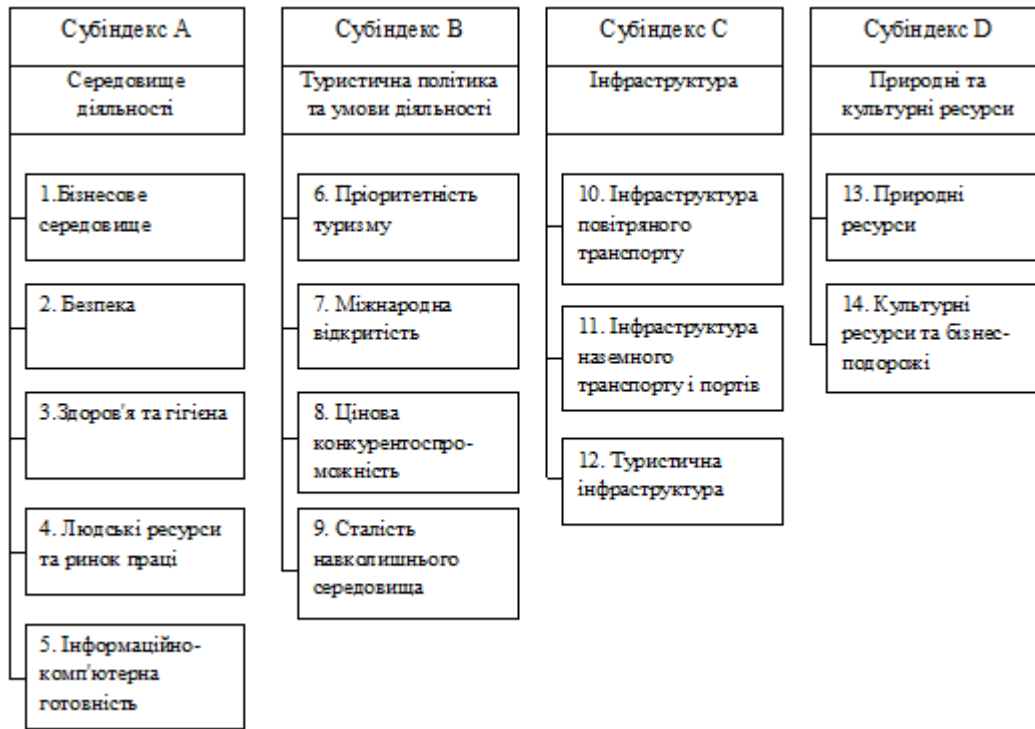 Субіндекс А
Середовище
діяльності
1.Бізнесове
середовище
2. Безпека
3.Здоров'я та гігієна
4. Людські ресурси
та ринок праці
5. Інформаційно-
комп'ютерна
готовність
Субіндекс В
Туристична політика
та умови діяльності
6. Пріоритетність
туризму
7. Міжнародна
відкритість
8. Цінова
конкурентоспро-
можність
9. Сталість
навколишнього
середовища
Субіндекс С
Інфраструктура
10. Інфраструктура
повітряного
транспорту
11. Інфраструктура
наземного
транспорту і портів
12. Туристична
інфраструктура
Субіндекс D
Природні та
культурні ресурси
13. Природні
ресурси
14. Культурні
ресурси та бізнес-
подорожі